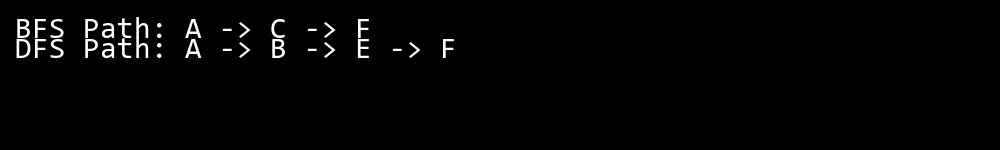 BFS Path: A -> C -> F
DFS Path: A -> B -> E -> F